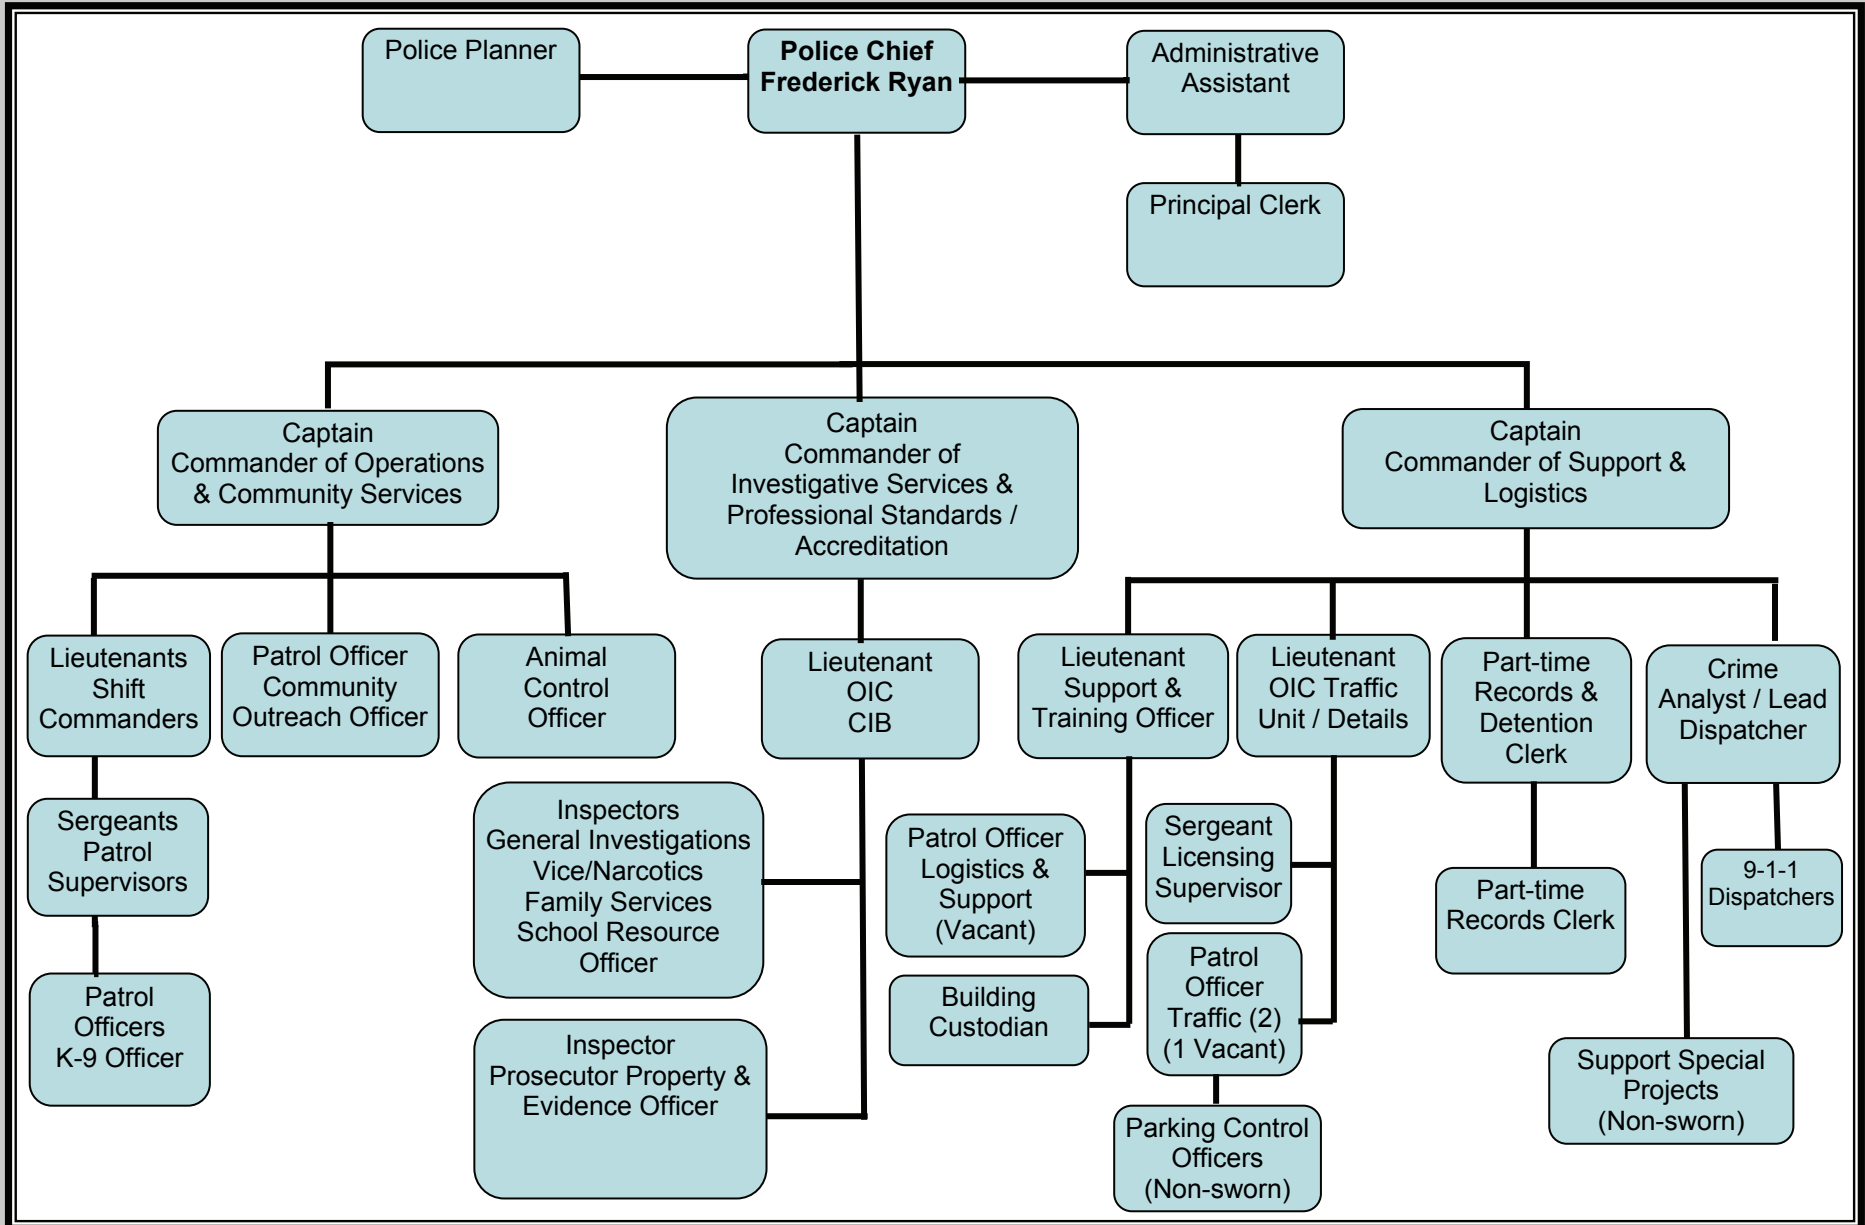 Police Planner
Police Chief
Frederick Ryan
Administrative
Assistant
Principal Clerk
Captain
Commander of Operations
& Community Services
Captain
Commander of
Investigative Services &
Professional Standards /
Accreditation
Captain
Commander of Support &
Logistics
Lieutenants
Shift
Commanders
Patrol Officer
Community
Outreach Officer
Animal
Control
Officer
Lieutenant
OIC
CIB
Lieutenant
Support &
Training Officer
Lieutenant
OIC Traffic
Unit / Details
Part-time
Records &
Detention
Clerk
Crime
Analyst / Lead
Dispatcher
Sergeants
Patrol
Supervisors
Inspectors
General Investigations
Vice/Narcotics
Family Services
School Resource
Officer
Patrol Officer
Logistics &
Support
(Vacant)
Sergeant
Licensing
Supervisor
Part-time
Records Clerk
9-1-1
Dispatchers
Patrol
Officers
K-9 Officer
Inspector
Prosecutor Property &
Evidence Officer
Building
Custodian
Patrol
Officer
Traffic (2)
(1 Vacant)
Support Special
Projects
(Non-sworn)
Parking Control
Officers
(Non-sworn)